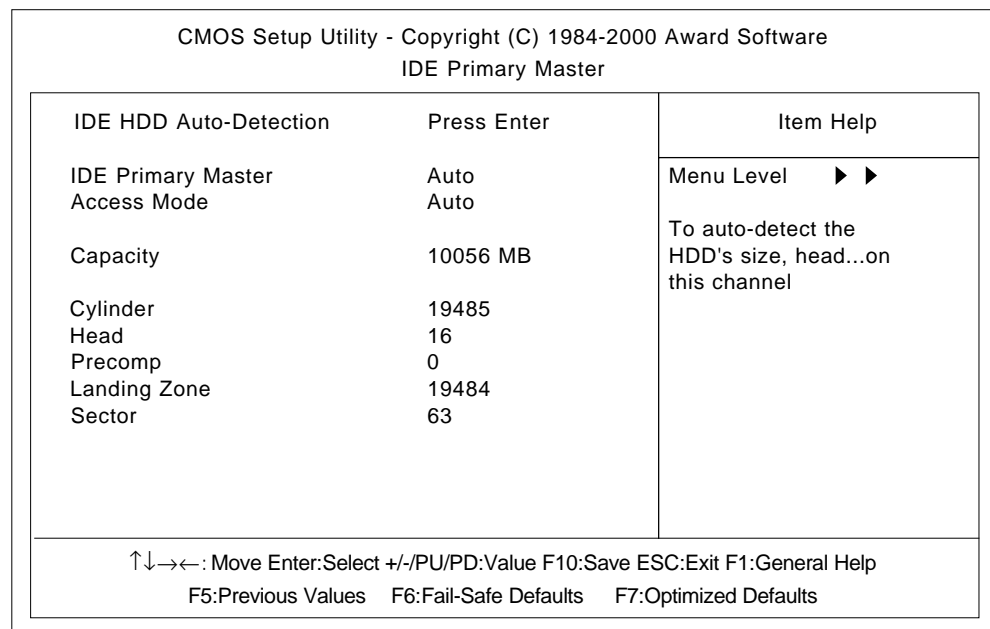 CMOS Setup Utility - Copyright (C) 1984-2000 Award Software
IDE Primary Master
IDE HDD Auto-Detection Press Enter
IDE Primary Master Auto
Access Mode Auto
Capacity 10056 MB
Cylinder 19485
Head 16
Precomp 0
Landing Zone 19484
Sector 63
Item Help
Menu Level ▶ ▶
To auto-detect the
HDD's size, head...on
this channel
↑↓→←: Move Enter:Select +/-/PU/PD:Value F10:Save ESC:Exit F1:General Help
F5:Previous Values F6:Fail-Safe Defaults F7:Optimized Defaults